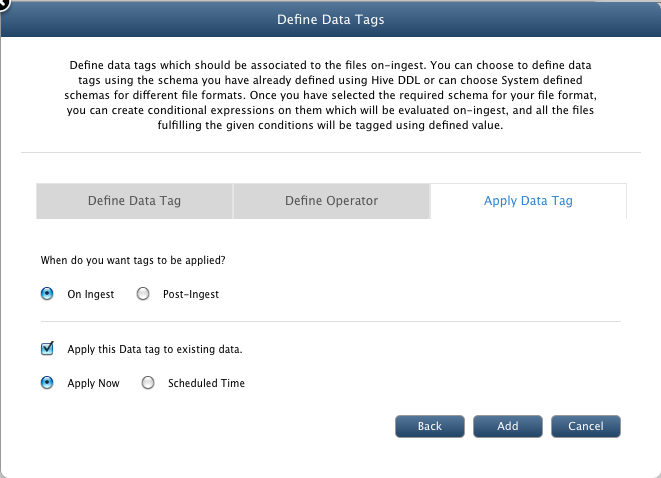 Define Data Tags
Define data tags which should be associated to the files on-ingest. You can choose to define data
tags using the schema you have already defined using Hive DDL or can choose System defined
schemas for different file formats. Once you have selected the required schema for your file format,
you can create conditional expressions on them which will be evaluated on-ingest, and all the files
fulfilling the given conditions will be tagged using defined value.
Define Data Tag
Define Operator
Apply Data Tag
When do you want tags to be applied?
On Ingest
Post-Ingest
Apply this Data tag to existing data.
Apply Now
Scheduled Time
Back
Add
Cancel